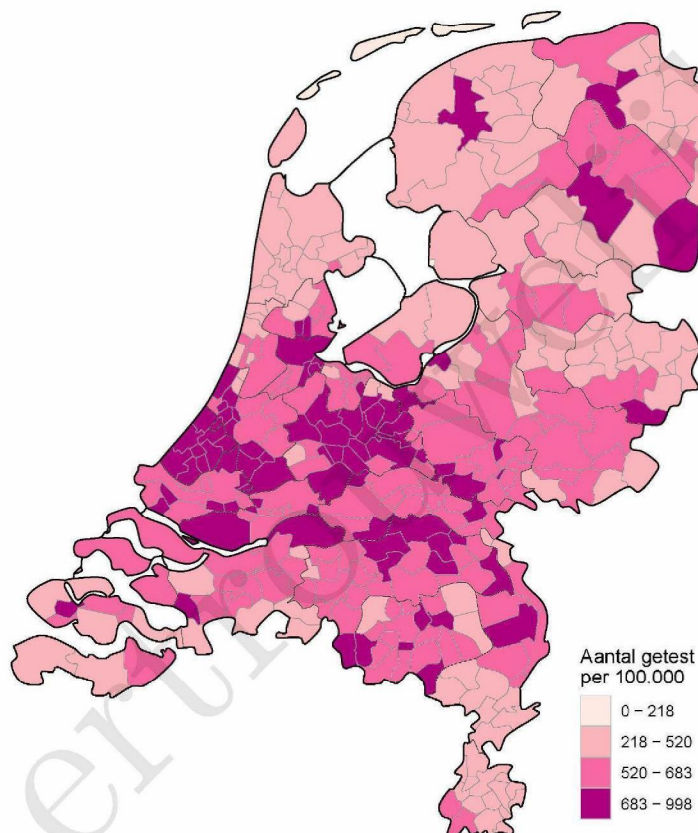 Aantal getest
per 100.000
0 – 218
218 – 520
520 – 683
683 – 998